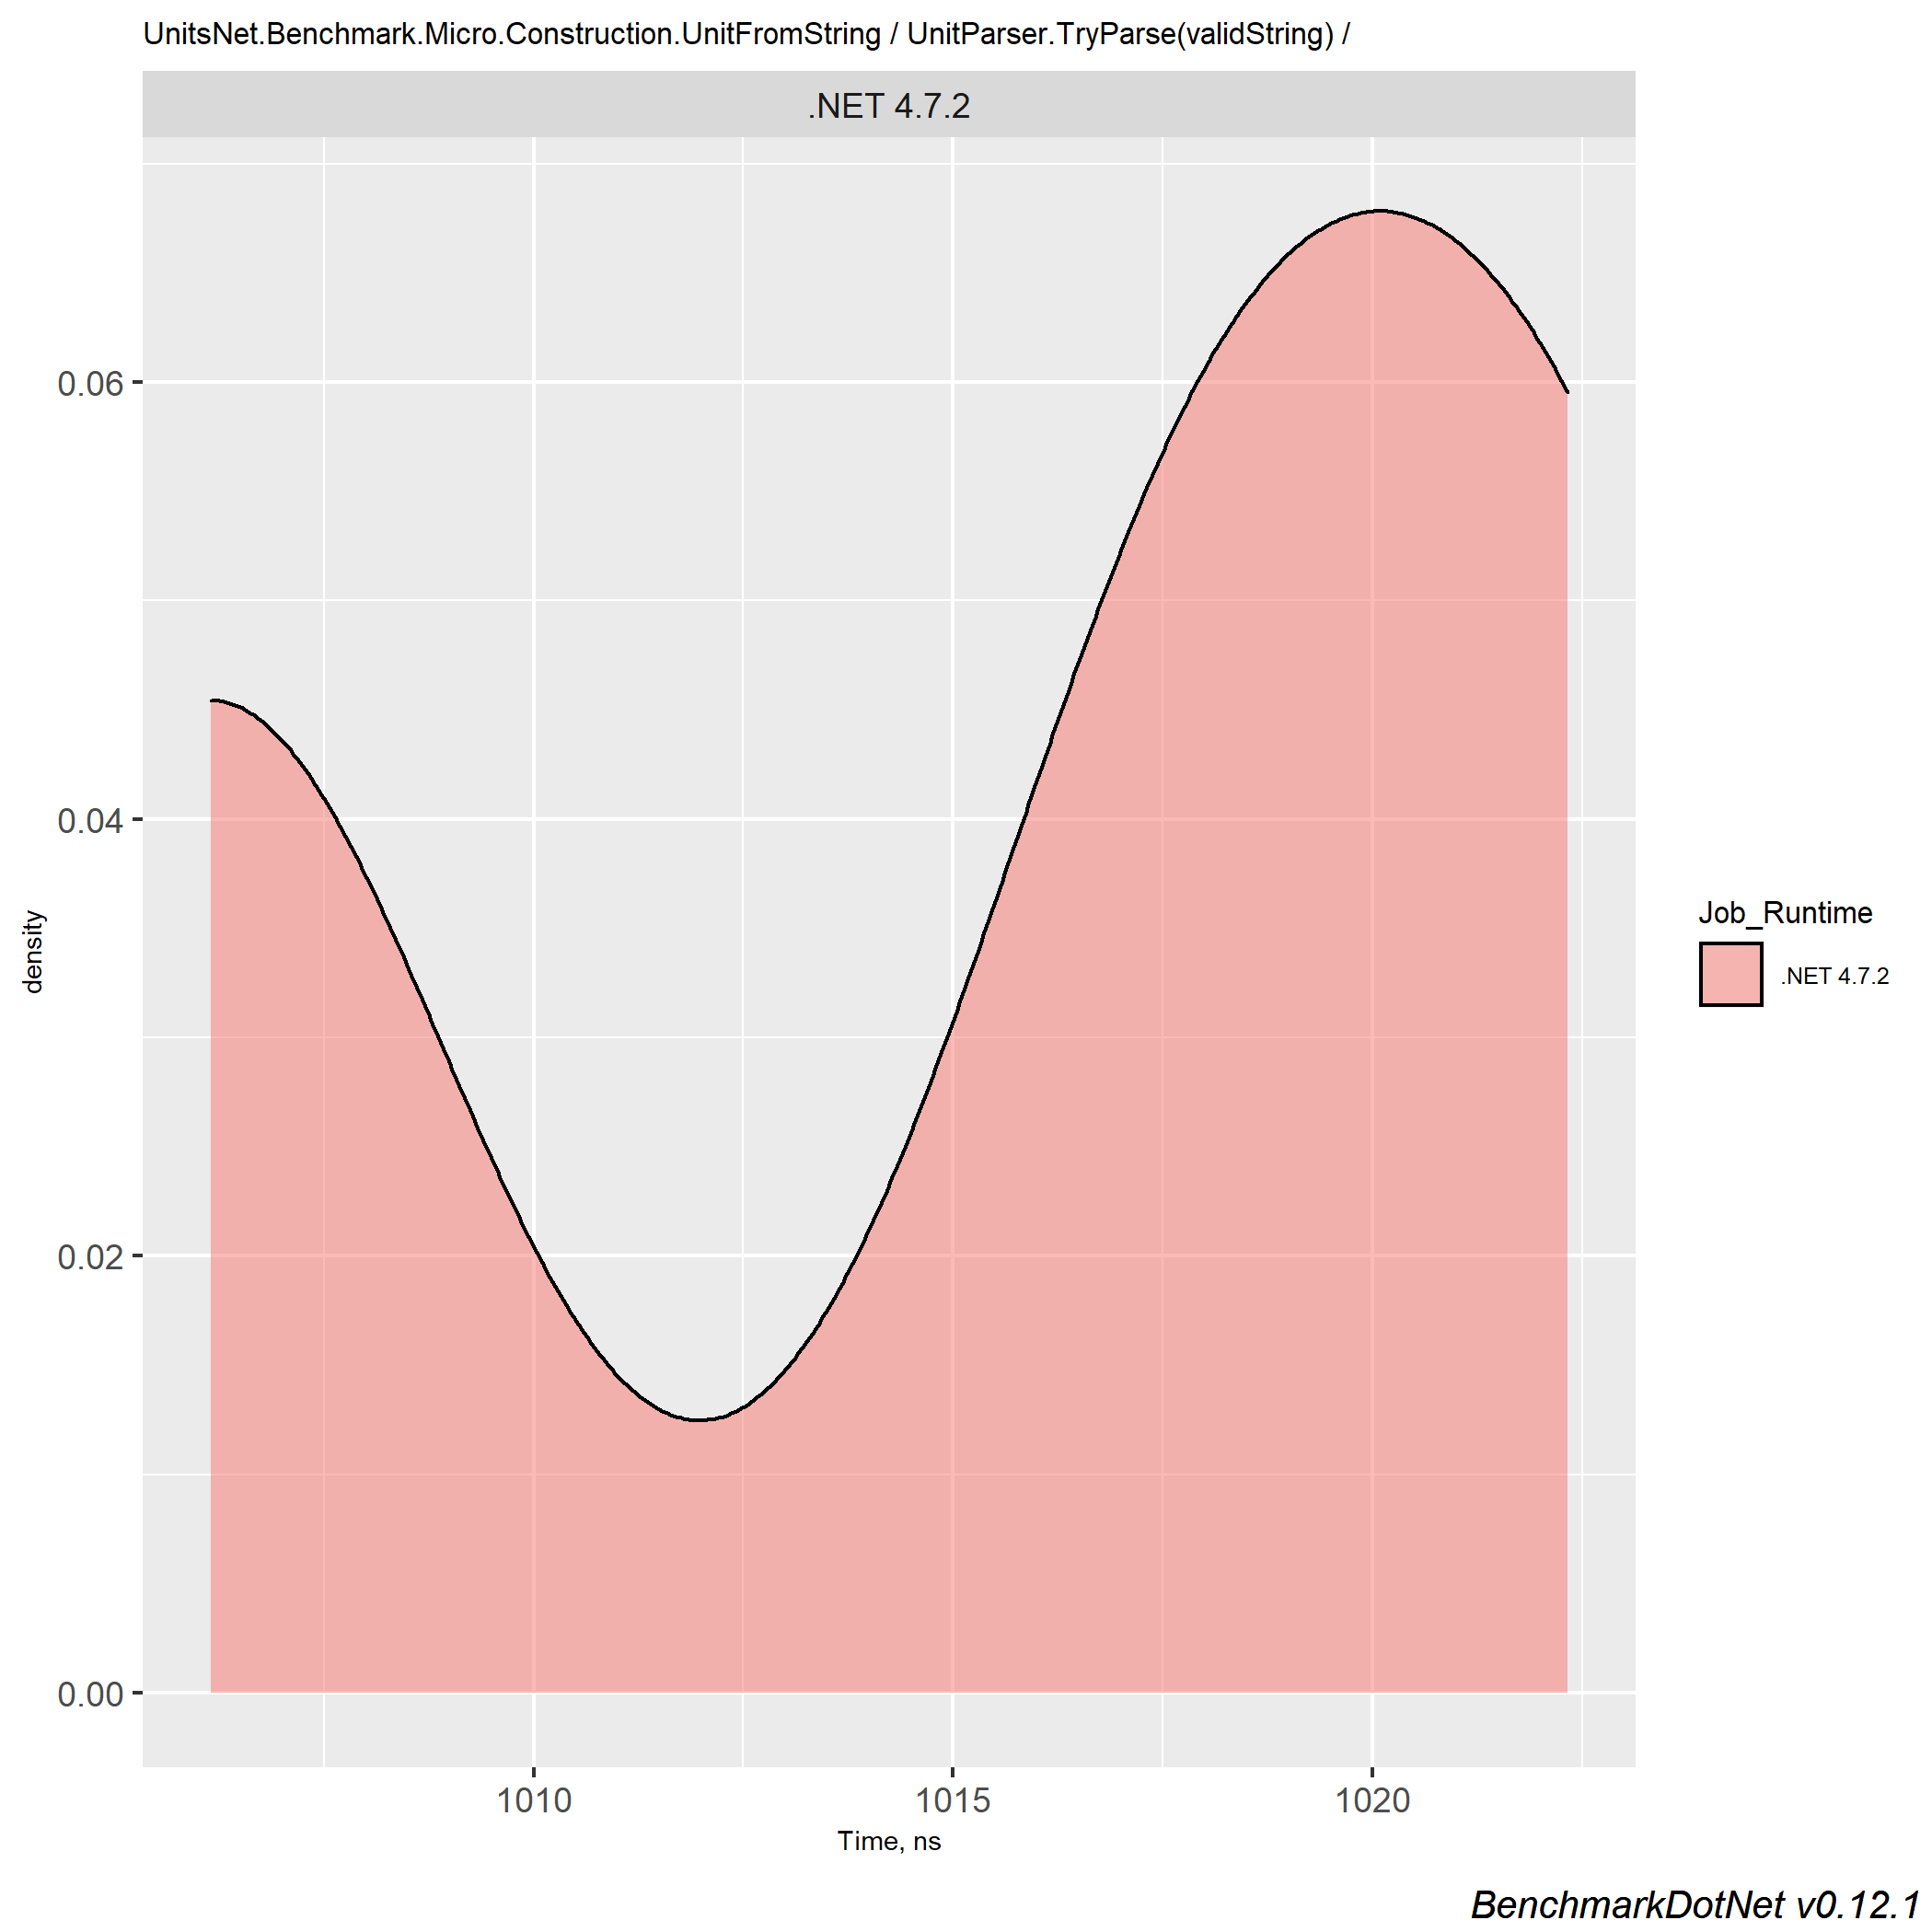 UnitsNet.Benchmark.Micro.Construction.UnitFromString / UnitParser.TryParse(validString) /
.NET 4.7.2
0.06
0.04
0.02
0.00
density
1010 1015 1020
Time, ns
Job_Runtime
.NET 4.7.2
BenchmarkDotNet v0.12.1